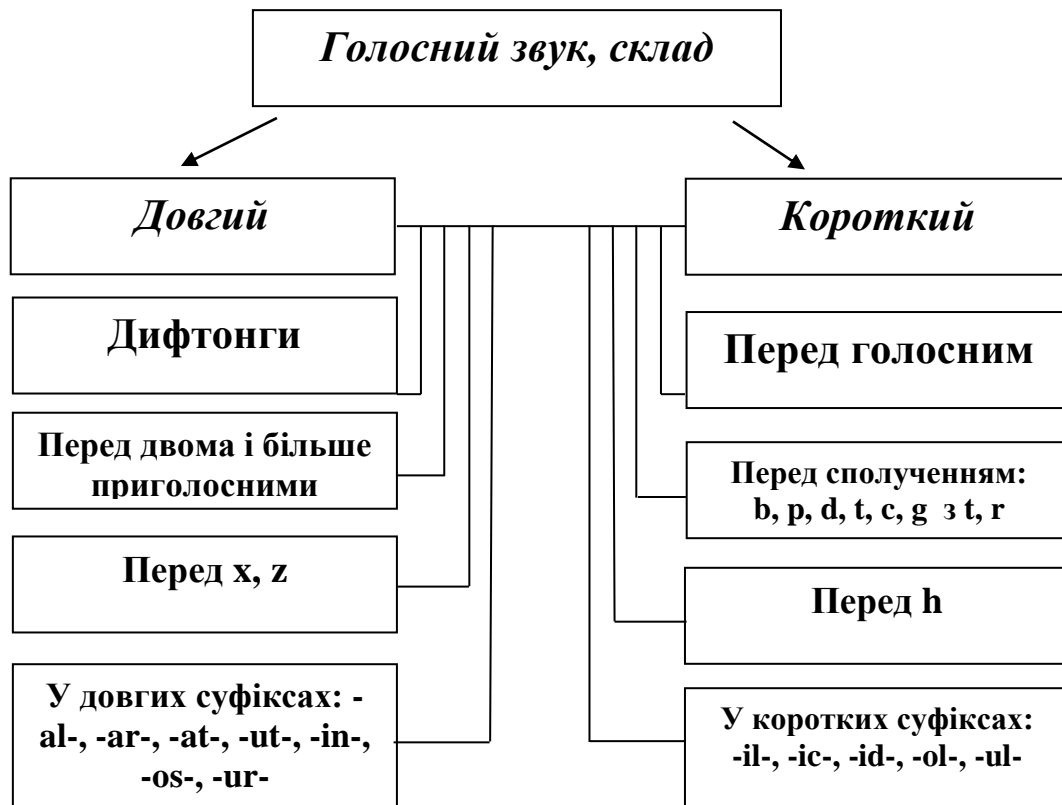 Голосний звук, склад
Довгий
Короткий
Дифтонги
Перед голосним
Перед двома і більше
приголосними
Перед сполученням:
b, p, d, t, c, g з t, r
Перед x, z
Перед h
У довгих суфіксах: -
al-, -ar-, -at-, -ut-, -in-,
-os-, -ur-
У коротких суфіксах:
-il-, -ic-, -id-, -ol-, -ul-